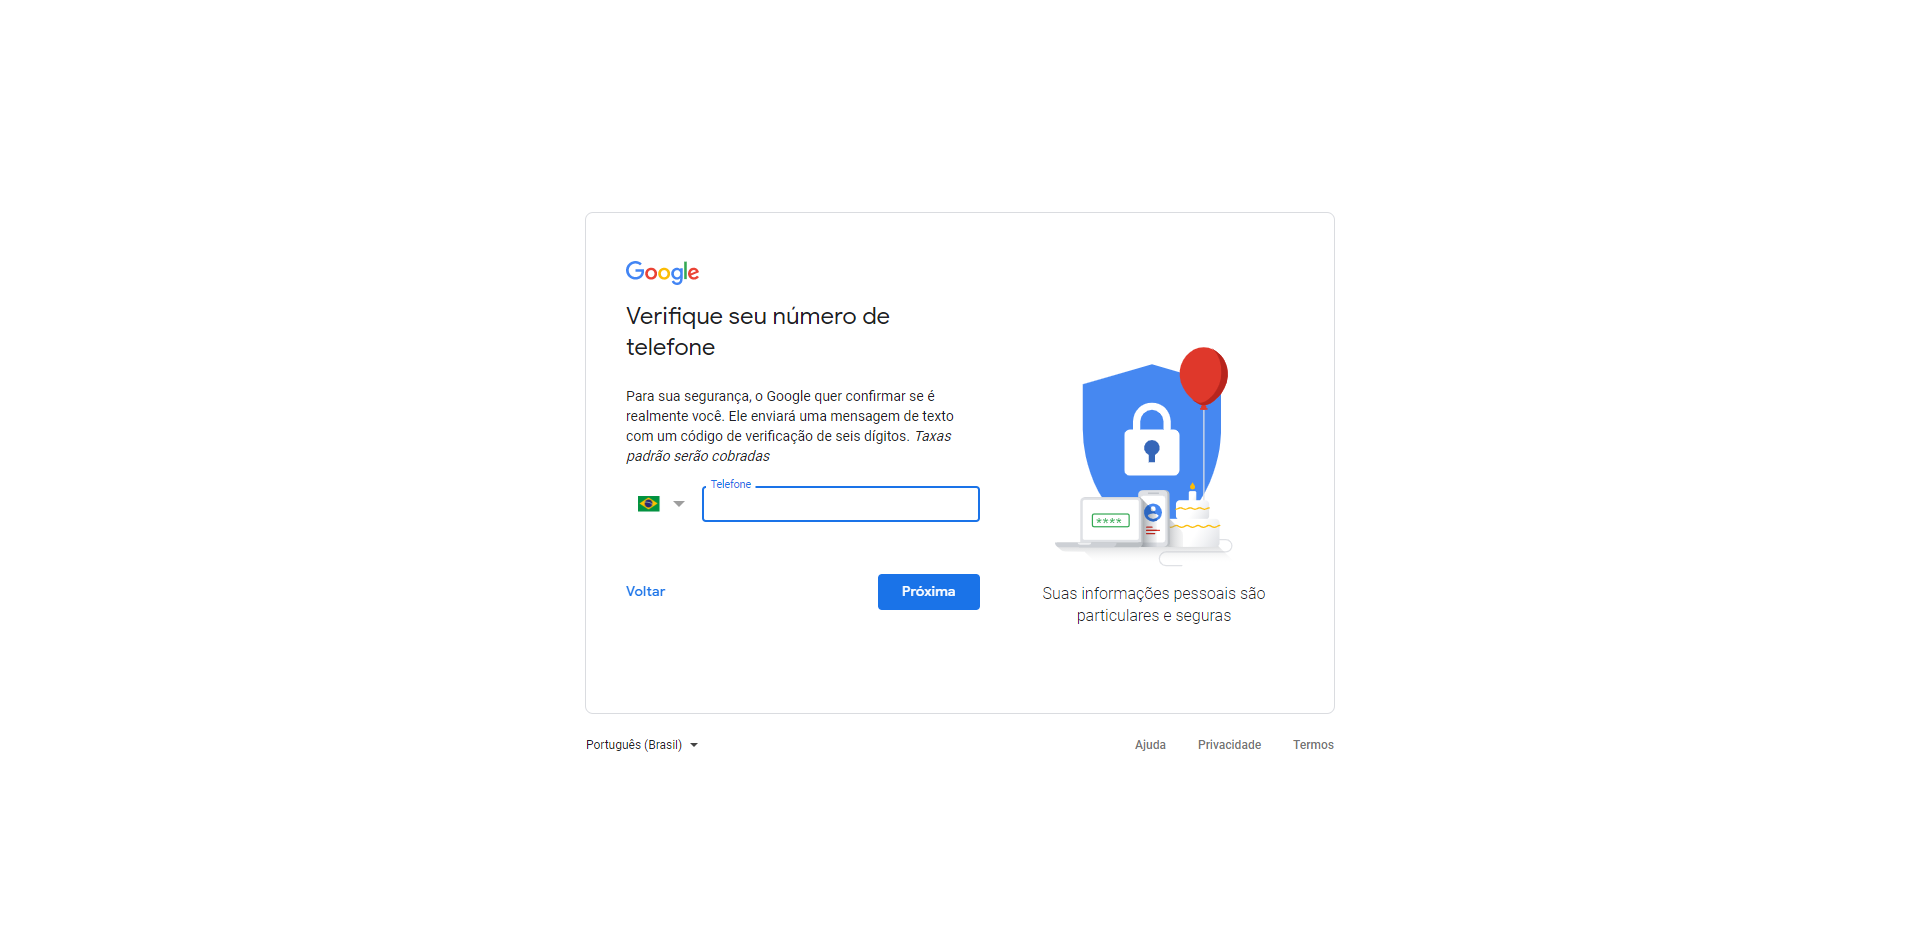 Google
Verifique seu número de
telefone
Para sua segurança, o Google quer confirmar se é
realmente você. Ele enviará uma mensagem de texto
com um código de verificação de seis dígitos. Taxas
padrão serão cobradas
Telefone
Voltar
Próxima
****
Suas informações pessoais são
particulares e seguras
Português (Brasil)
Ajuda
Privacidade
Termos